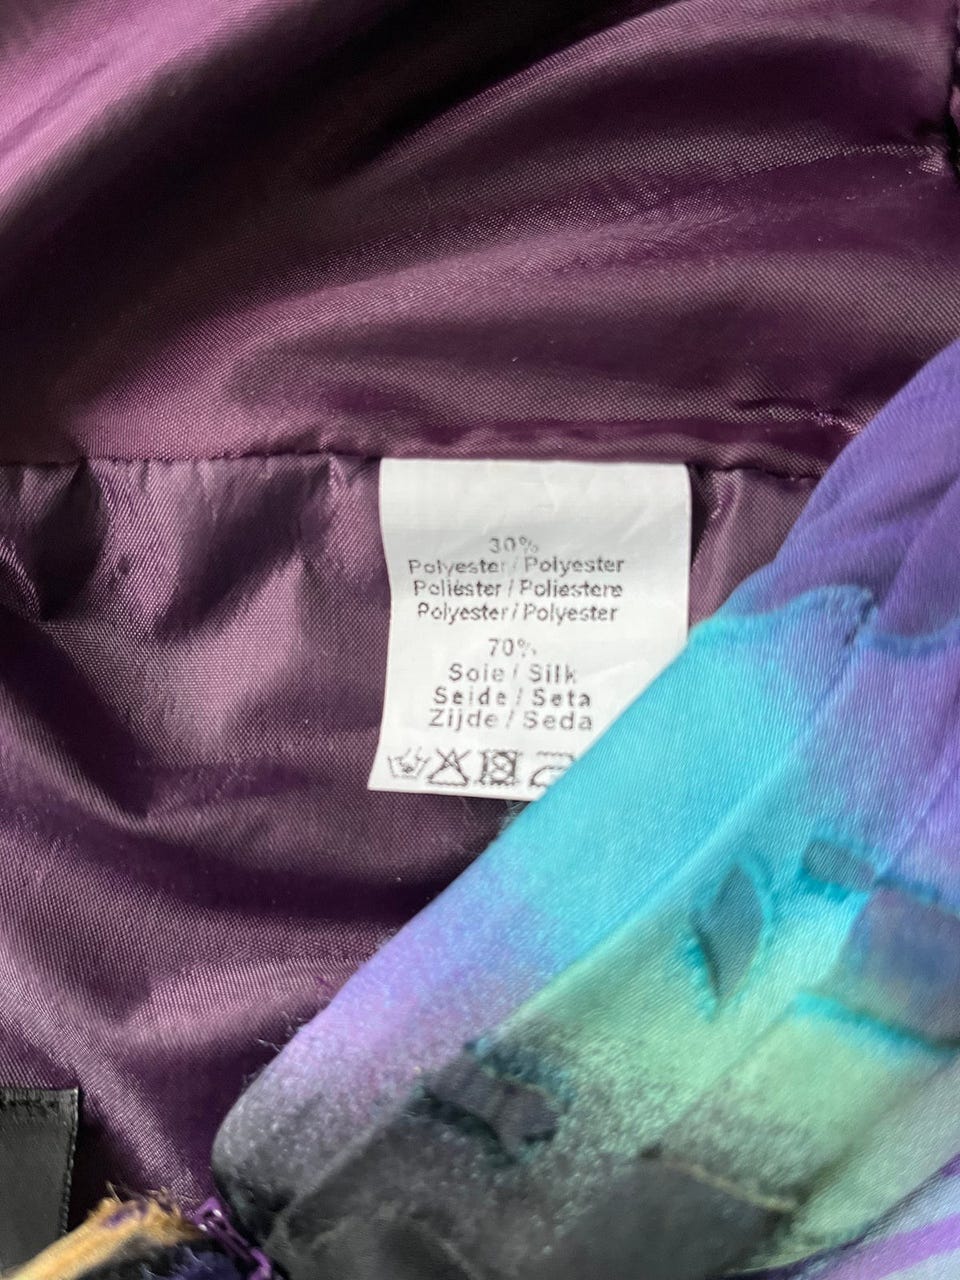 30%
Polyester / Polyester
Poliéster / Poliestere
Polyester / Polyester
70%
Soie / Silk
Seide / Seta
Zijde / Seda